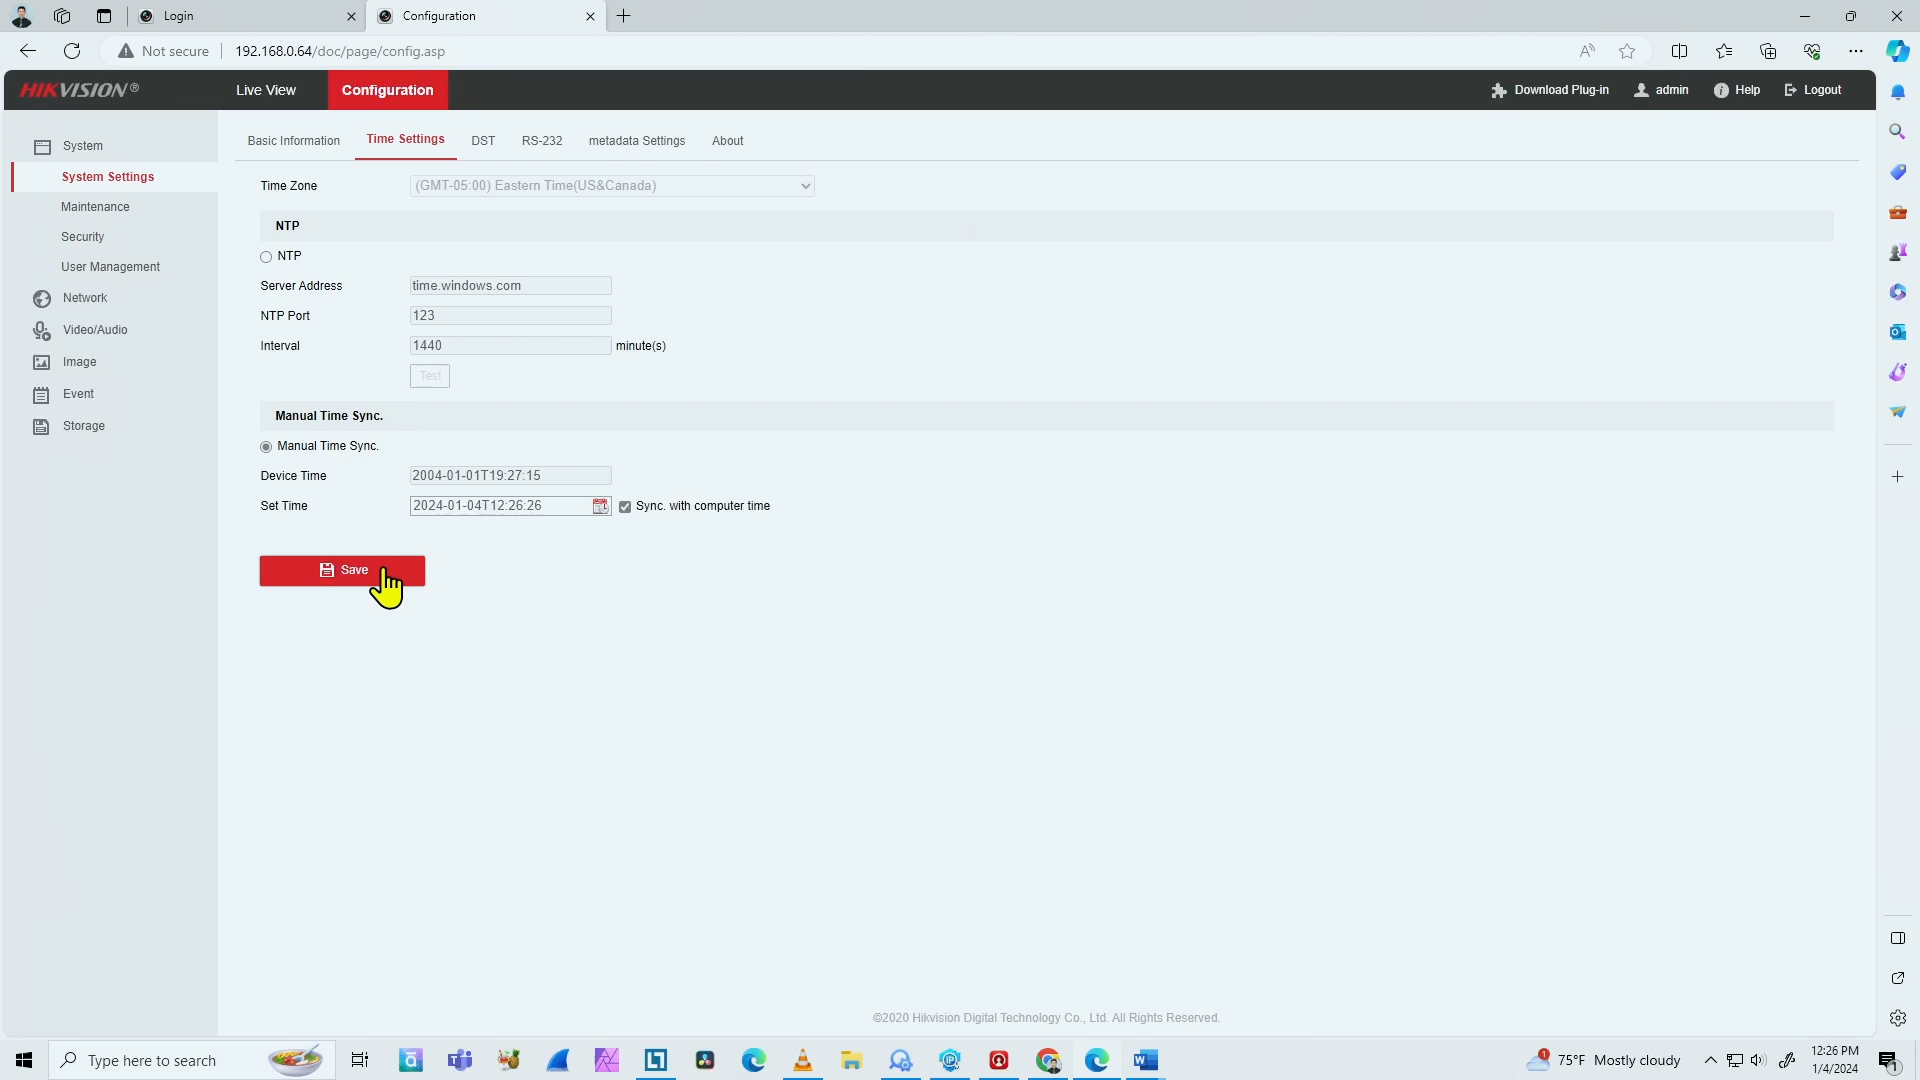 Login
Configuration
Not secure
192.168.0.64/doc/page/config.asp
HIKVISION®
Live View
Configuration
Download Plug-in
admin
Help
Logout
System
System Settings
Maintenance
Security
User Management
Network
Video/Audio
Image
Event
Storage
Basic Information
Time Settings
DST
RS-232
metadata Settings
About
Time Zone
(GMT-05:00) Eastern Time(US&Canada)
NTP
NTP
Server Address
time.windows.com
NTP Port
123
Interval
1440
minute(s)
Test
Manual Time Sync.
Manual Time Sync.
Device Time
2004-01-01T19:27:15
Set Time
2024-01-04T12:26:26
Sync. with computer time
Save
©2020 Hikvision Digital Technology Co., Ltd. All Rights Reserved.
Type here to search
1
75°F Mostly cloudy
12:26 PM
1/4/2024
1